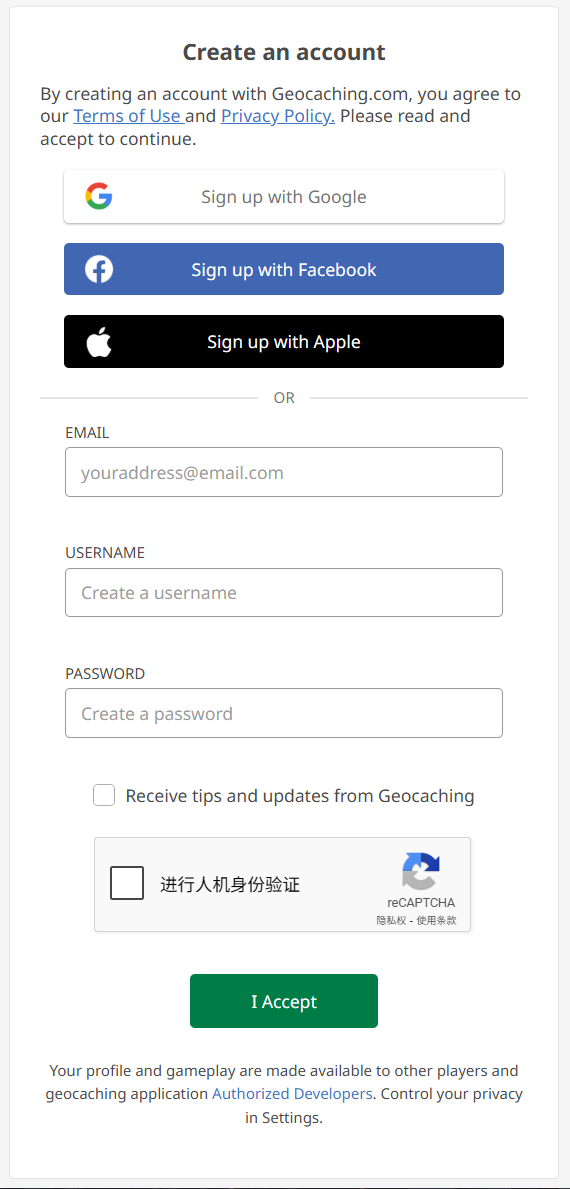 Create an account
By creating an account with Geocaching.com, you agree to
our Terms of Use and Privacy Policy. Please read and
accept to continue.
Sign up with Google
Sign up with Facebook
Sign up with Apple
OR
EMAIL
youraddress@email.com
USERNAME
Create a username
PASSWORD
Create a password
Receive tips and updates from Geocaching
进行人机身份验证
reCAPTCHA
隐私权 - 使用条款
I Accept
Your profile and gameplay are made available to other players and
geocaching application Authorized Developers. Control your privacy
in Settings.